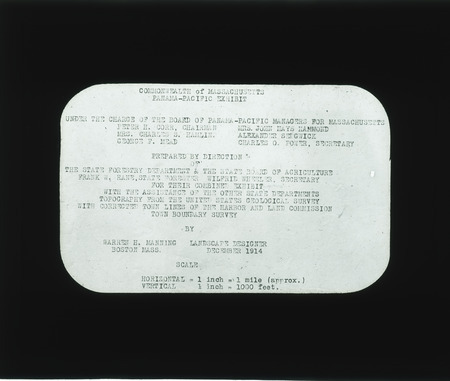 COMMONWEALTH of MASSACHUSETTS
PANAMA-PACIFIC EXHIBIT
UNDER THE CHARGE OF THE BOARD OF PANAMA-PACIFIC MANAGERS FOR MASSACHUSETTS
PETER H. CORR, CHAIRMAN MRS JOHN HAYS HAMMOND
MRS. CHARLES S. HAMLIN. ALEXANDER SEDGWICK
GEORGE F. MEAD CHARLES O. POWER, SECRETARY
PREPARED BY DIRECTION
OF
THE STATE FORESTRY DEPARTMENT & THE STATE BOARD OF AGRICULTURE
FRANK W. RANE, STATE FORESTER WILFRID WHEELER, SECRETARY
FOR THEIR COMBINED EXHIBIT
WITH THE ASSISTANCE OF THE OTHER STATE DEPARTMENTS
TOPOGRAPHY FROM THE UNITED STATES GEOLOGICAL SURVEY
WITH CORRECTED TOWN LINES OF THE HARBOR AND LAND COMMISSION
TOWN BOUNDARY SURVEY
BY
WARREN H. MANNING LANDSCAPE DESIGNER
BOSTON MASS. DECEMBER 1914
SCALE
HORIZONTAL = 1 inch = 1 mile (approx.)
VERTICAL 1 inch = 1000 feet.